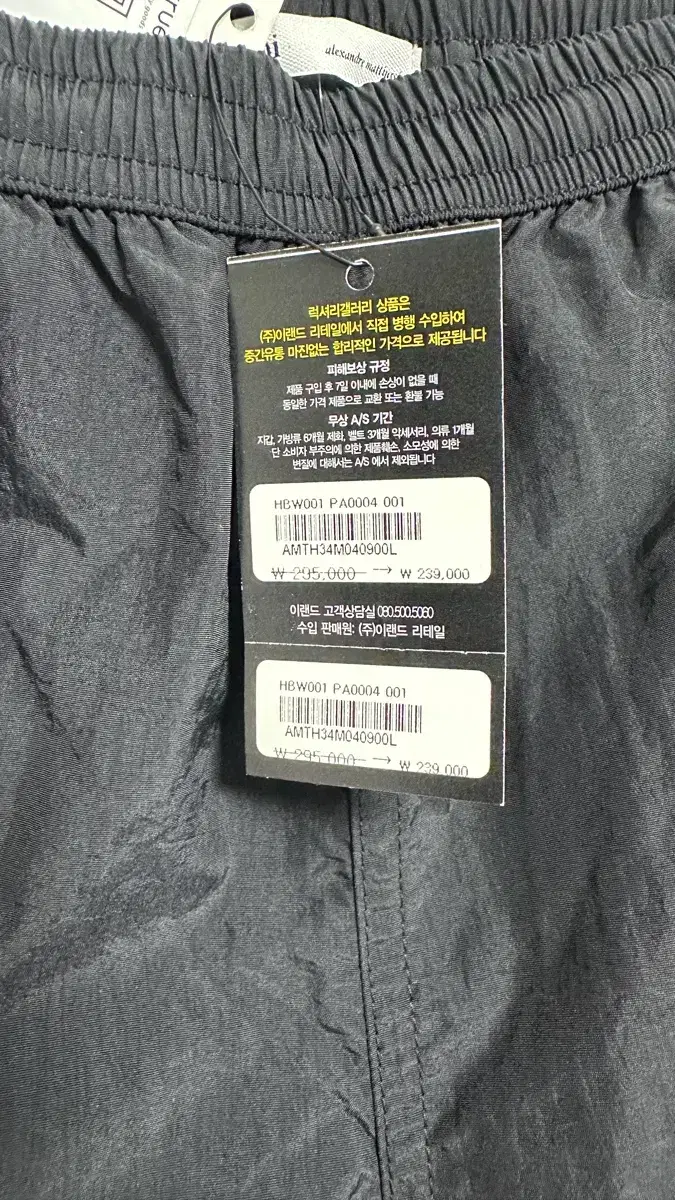 rue
alexandre mattiussi
럭셔리갤러리 상품은
(주)이랜드 리테일에서 직접 병행 수입하여
중간유통 마진없는 합리적인 가격으로 제공됩니다
피해보상 규정
제품 구입 후 7일 이내에 손상이 없을 때
동일한 가격 제품으로 교환 또는 환불 가능
무상 A/S 기간
지갑, 가방류 6개월 제화, 벨트 3개월 악세서리, 의류 1개월
단 소비자 부주의에 의한 제품훼손, 소모성에 의한
변질에 대해서는 A/S 에서 제외됩니다
HBW001 PA0004 001
AMTH34M040900L
₩ 295,000 → ₩ 239,000
이랜드 고객상담실 080.500.5060
수입 판매원: (주)이랜드 리테일
HBW001 PA0004 001
AMTH34M040900L
₩ 295,000 → ₩ 239,000